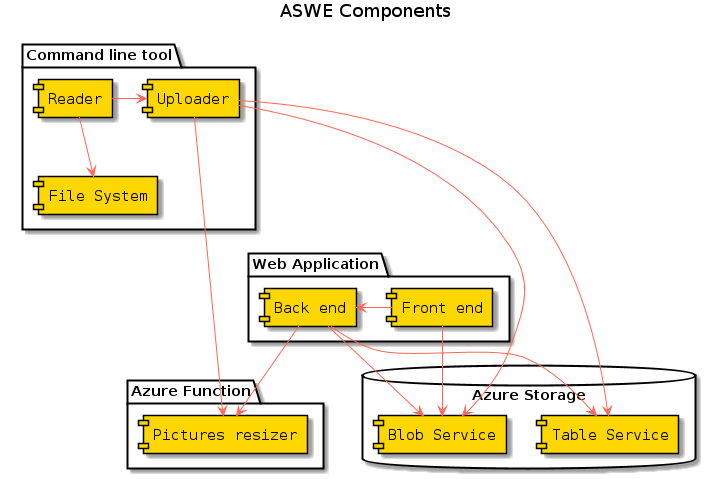 ASWE Components
Command line tool
Reader
Uploader
File System
Web Application
Back end
Front end
Azure Function
Pictures resizer
Azure Storage
Blob Service
Table Service